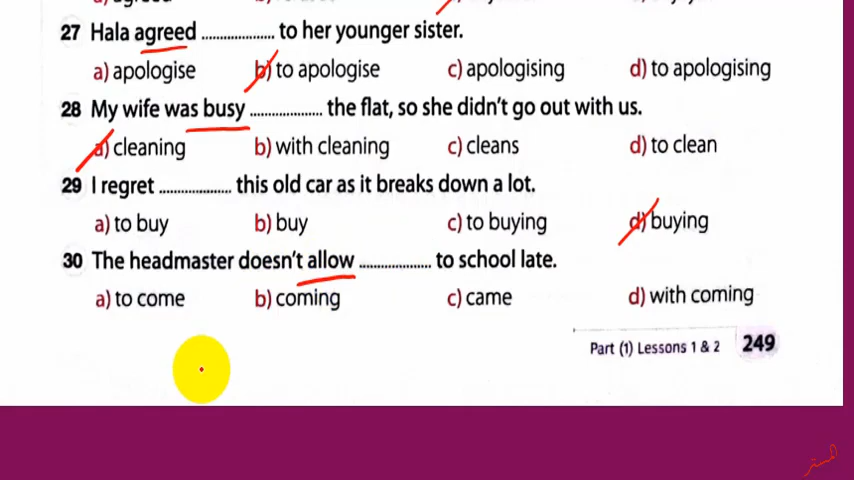 27 Hala agreed .................... to her younger sister.
a) apologise b) to apologise c) apologising d) to apologising
28 My wife was busy .................... the flat, so she didn't go out with us.
a) cleaning b) with cleaning c) cleans d) to clean
29 I regret .................... this old car as it breaks down a lot.
a) to buy b) buy c) to buying d) buying
30 The headmaster doesn't allow .................... to school late.
a) to come b) coming c) came d) with coming
Part (1) Lessons 1 & 2 249